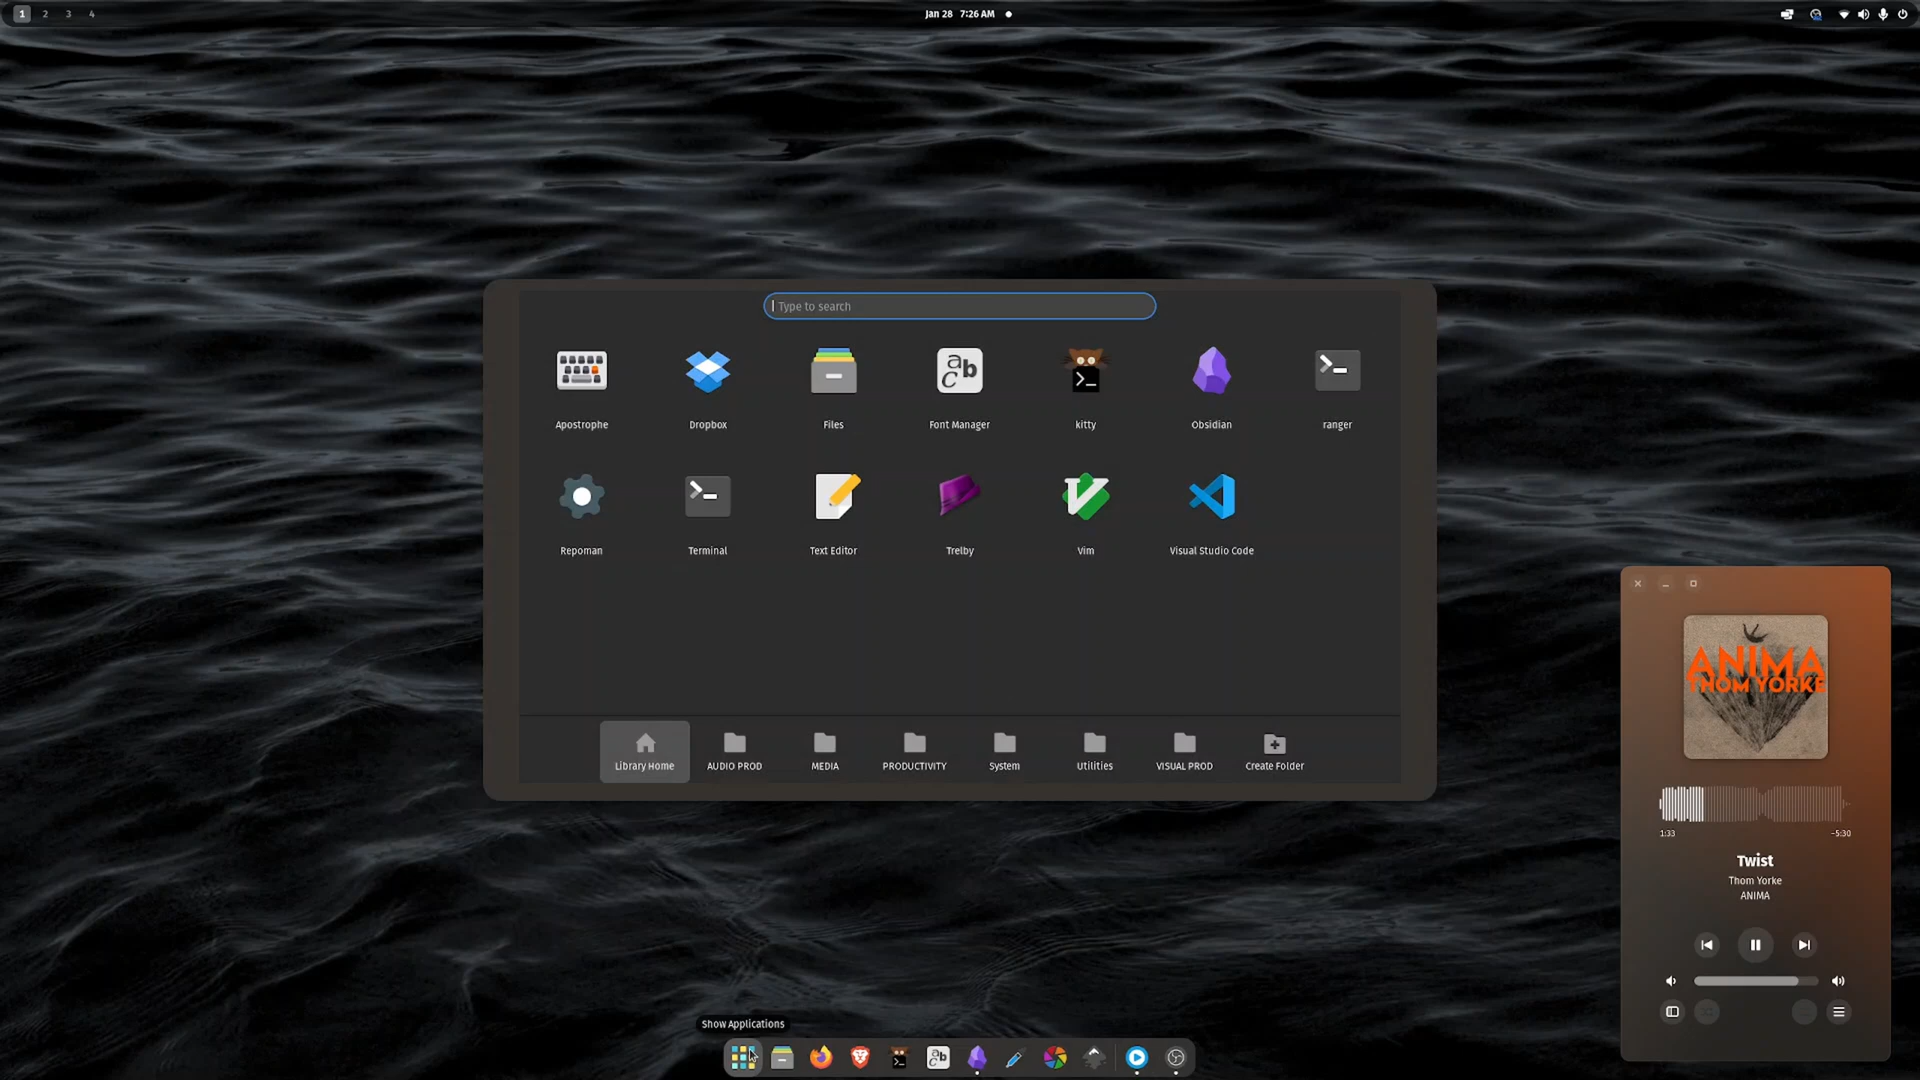 1 2 3 4
Jan 28 7:26 AM
Type to search
Apostrophe
Dropbox
Files
Font Manager
kitty
Obsidian
ranger
Repoman
Terminal
Text Editor
Trelby
Vim
Visual Studio Code
Library Home
AUDIO PROD
MEDIA
PRODUCTIVITY
System
Utilities
VISUAL PROD
Create Folder
ANIMA
THOM YORKE
1:33
-5:30
Twist
Thom Yorke
ANIMA
Show Applications